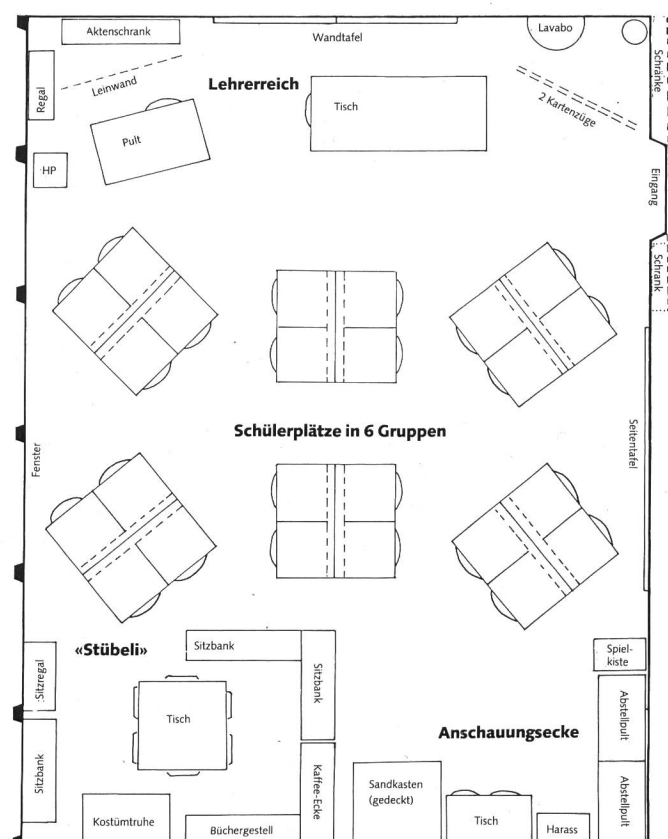 Aktenschrank
Wandtafel
Lavabo
Schränke
Regal
Leinwand
Lehrerreich
Tisch
2 Kartenzüge
Pult
HP
Eingang
Schrank
Schülerplätze in 6 Gruppen
Fenster
Seitentafel
«Stübeli»
Sitzbank
Spiel-
kiste
Sitzregal
Sitzbank
Tisch
Abstellpult
Anschauungsecke
Sitzbank
Kaffee-Ecke
Sandkasten
(gedeckt)
Abstellpult
Kostümtruhe
Büchergestell
Tisch
Harass